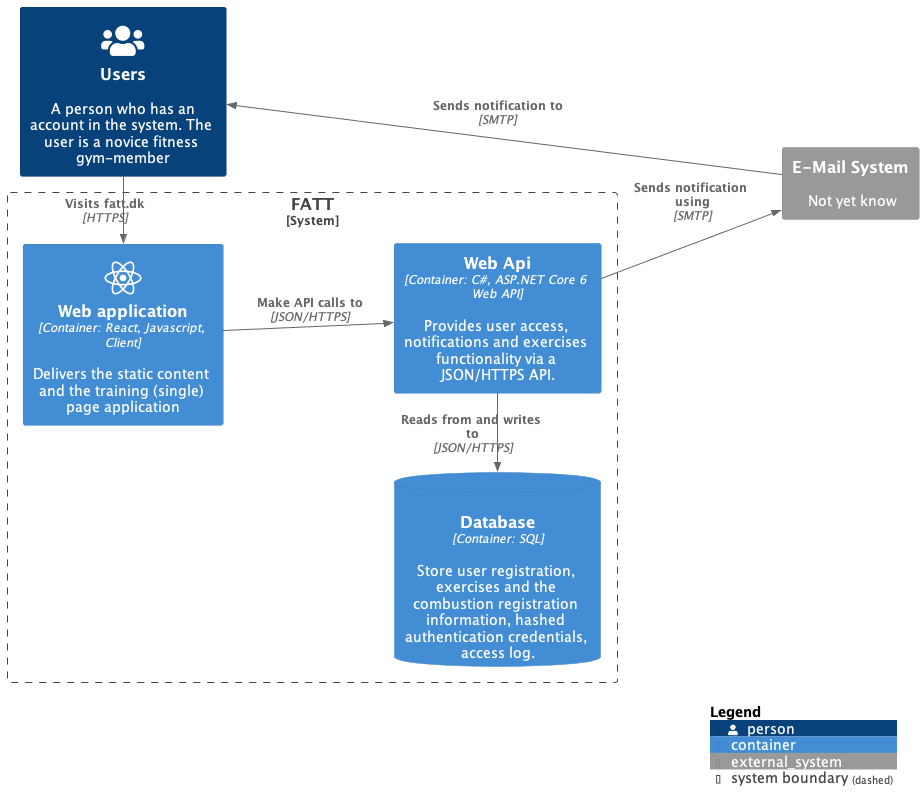 Users
A person who has an
account in the system. The
user is a novice fitness
gym-member
Sends notification to
[SMTP]
E-Mail System
Not yet know
Sends notification
using
[SMTP]
Visits fatt.dk
[HTTPS]
FATT
[System]
Web application
[Container: React, Javascript,
Client]
Delivers the static content
and the training (single)
page application
Make API calls to
[JSON/HTTPS]
Web Api
[Container: C#, ASP.NET Core 6
Web API]
Provides user access,
notifications and exercises
functionality via a
JSON/HTTPS API.
Reads from and writes
to
[JSON/HTTPS]
Database
[Container: SQL]
Store user registration,
exercises and the
combustion registration
information, hashed
authentication credentials,
access log.
Legend
person
container
external_system
system boundary (dashed)